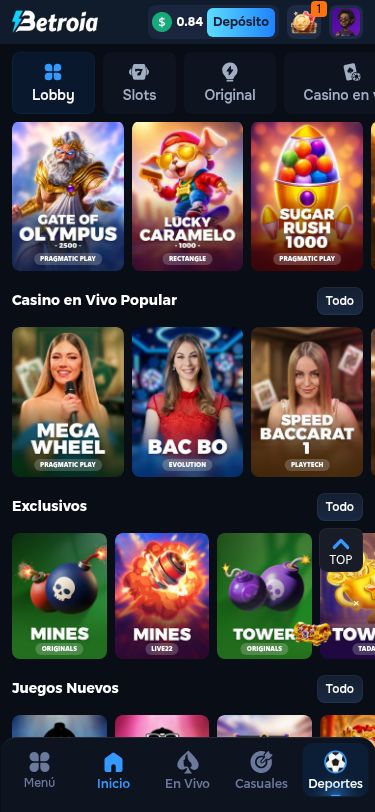 Betroia
$ 0.84 Depósito
1
Lobby Slots Original Casino en
GATE OF OLYMPUS
- 2500 -
PRAGMATIC PLAY
LUCKY CARAMELO
- 1000 -
RECTANGLE
SUGAR RUSH 1000
PRAGMATIC PLAY
Casino en Vivo Popular Todo
MEGA WHEEL
PRAGMATIC PLAY
BAC BO
EVOLUTION
SPEED BACCARAT 1
PLAYTECH
Exclusivos Todo
TOP
MINES
ORIGINALS
MINES
LIVE22
TOWER
ORIGINALS
TOW
TADA
Juegos Nuevos Todo
Menú Inicio En Vivo Casuales Deportes